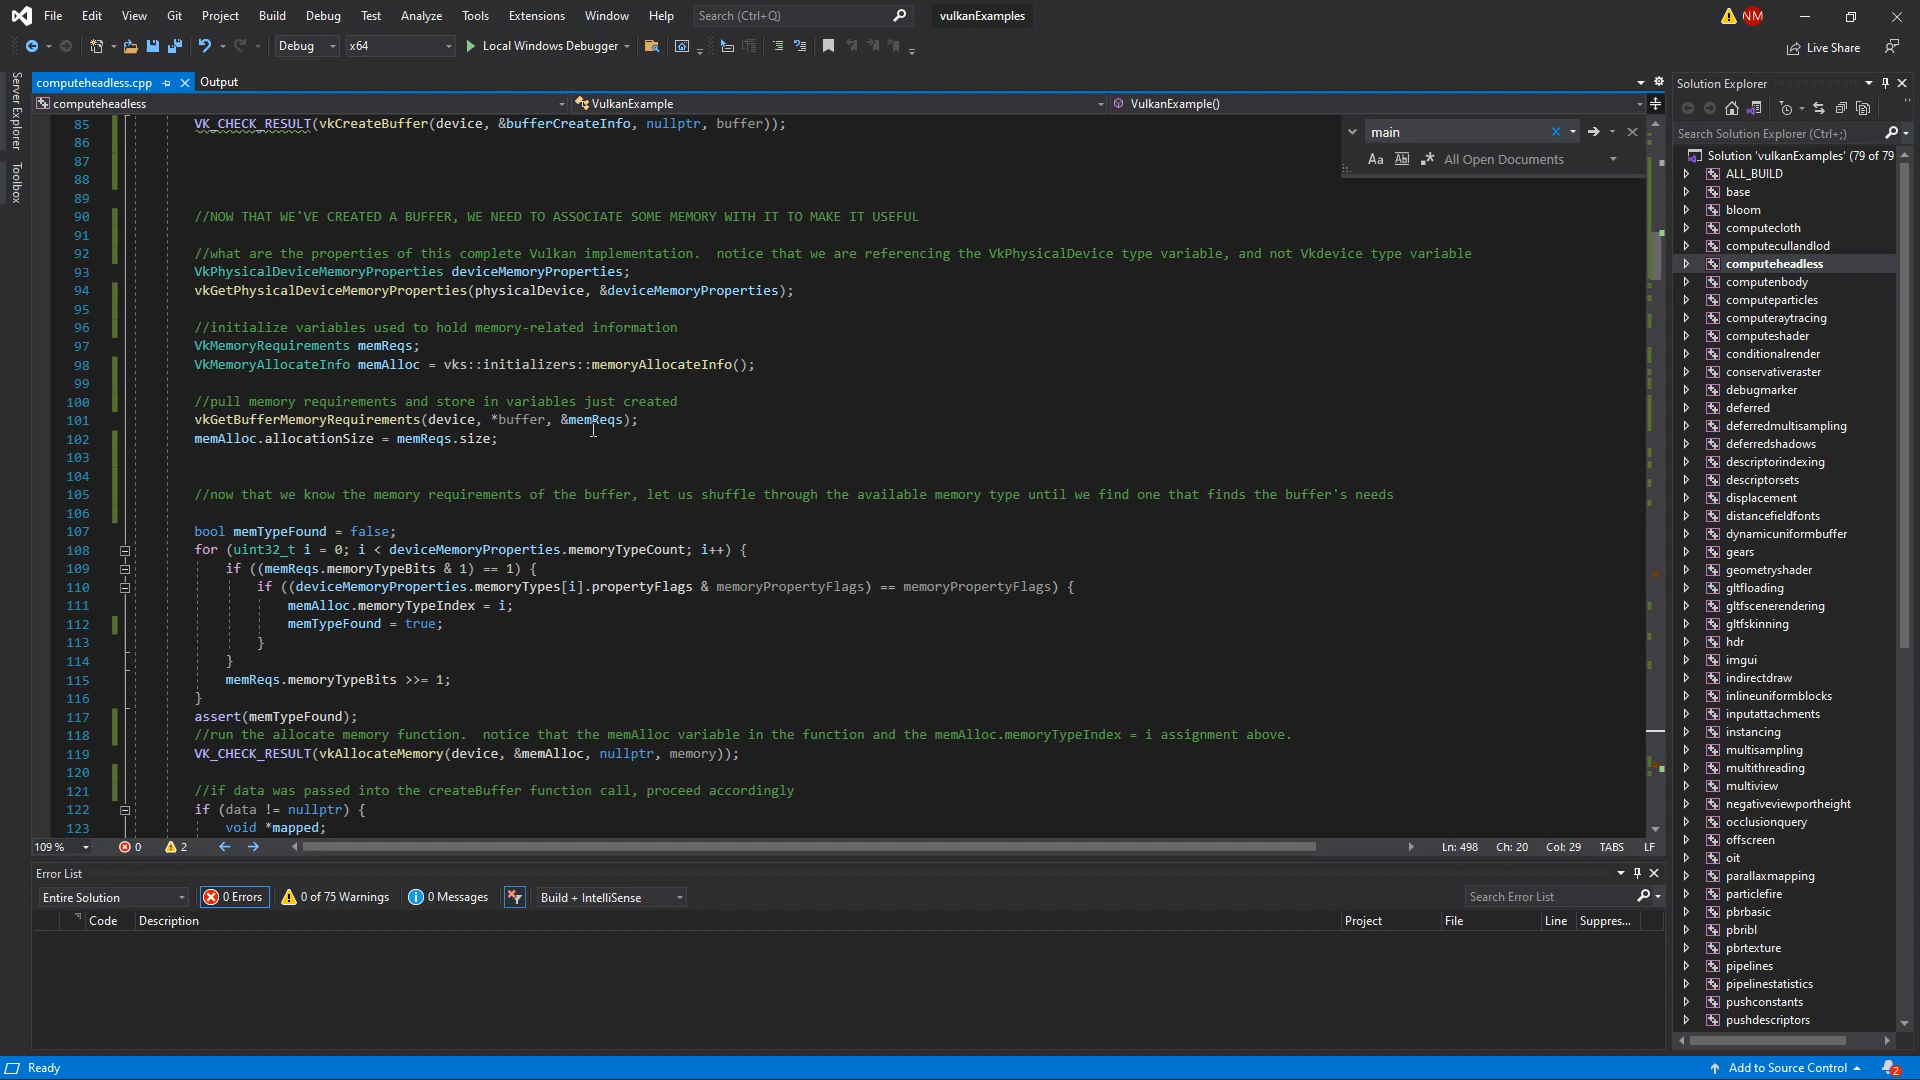 File Edit View Git Project Build Debug Test Analyze Tools Extensions Window Help Search (Ctrl+Q) vulkanExamples NM
Debug x64 Local Windows Debugger Live Share
Server Explorer
Toolbox
computeheadless.cpp Output
computeheadless VulkanExample VulkanExample()
main
Aa Ab All Open Documents
85 VK_CHECK_RESULT(vkCreateBuffer(device, &bufferCreateInfo, nullptr, buffer));
86
87
88
89
90 //NOW THAT WE'VE CREATED A BUFFER, WE NEED TO ASSOCIATE SOME MEMORY WITH IT TO MAKE IT USEFUL
91
92 //what are the properties of this complete Vulkan implementation.  notice that we are referencing the VkPhysicalDevice type variable, and not Vkdevice type variable
93 VkPhysicalDeviceMemoryProperties deviceMemoryProperties;
94 vkGetPhysicalDeviceMemoryProperties(physicalDevice, &deviceMemoryProperties);
95
96 //initialize variables used to hold memory-related information
97 VkMemoryRequirements memReqs;
98 VkMemoryAllocateInfo memAlloc = vks::initializers::memoryAllocateInfo();
99
100 //pull memory requirements and store in variables just created
101 vkGetBufferMemoryRequirements(device, *buffer, &memReqs);
102 memAlloc.allocationSize = memReqs.size;
103
104
105 //now that we know the memory requirements of the buffer, let us shuffle through the available memory type until we find one that finds the buffer's needs
106
107 bool memTypeFound = false;
108 for (uint32_t i = 0; i < deviceMemoryProperties.memoryTypeCount; i++) {
109 if ((memReqs.memoryTypeBits & 1) == 1) {
110 if ((deviceMemoryProperties.memoryTypes[i].propertyFlags & memoryPropertyFlags) == memoryPropertyFlags) {
111 memAlloc.memoryTypeIndex = i;
112 memTypeFound = true;
113 }
114 }
115 memReqs.memoryTypeBits >>= 1;
116 }
117 assert(memTypeFound);
118 //run the allocate memory function.  notice that the memAlloc variable in the function and the memAlloc.memoryTypeIndex = i assignment above.
119 VK_CHECK_RESULT(vkAllocateMemory(device, &memAlloc, nullptr, memory));
120
121 //if data was passed into the createBuffer function call, proceed accordingly
122 if (data != nullptr) {
123 void *mapped;
109 % 0 2 Ln: 498 Ch: 20 Col: 29 TABS LF
Error List
Entire Solution 0 Errors 0 of 75 Warnings 0 Messages Build + IntelliSense Search Error List
Code Description Project File Line Suppres...
Solution Explorer
Search Solution Explorer (Ctrl+;)
Solution 'vulkanExamples' (79 of 79
ALL_BUILD
base
bloom
computecloth
computecullandlod
computeheadless
computenbody
computeparticles
computeraytracing
computeshader
conditionalrender
conservativeraster
debugmarker
deferred
deferredmultisampling
deferredshadows
descriptorindexing
descriptorsets
displacement
distancefieldfonts
dynamicuniformbuffer
gears
geometryshader
gltfloading
gltfscenerendering
gltfskinning
hdr
imgui
indirectdraw
inlineuniformblocks
inputattachments
instancing
multisampling
multithreading
multiview
negativeviewportheight
occlusionquery
offscreen
oit
parallaxmapping
particlefire
pbrbasic
pbribl
pbrtexture
pipelines
pipelinestatistics
pushconstants
pushdescriptors
Ready Add to Source Control 2